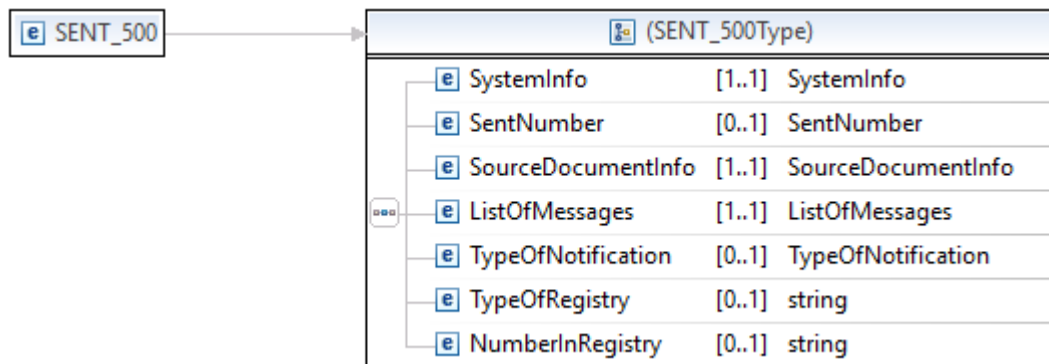 e SENT_500
(SENT_500Type)
e SystemInfo [1..1] SystemInfo
e SentNumber [0..1] SentNumber
e SourceDocumentInfo [1..1] SourceDocumentInfo
e ListOfMessages [1..1] ListOfMessages
e TypeOfNotification [0..1] TypeOfNotification
e TypeOfRegistry [0..1] string
e NumberInRegistry [0..1] string